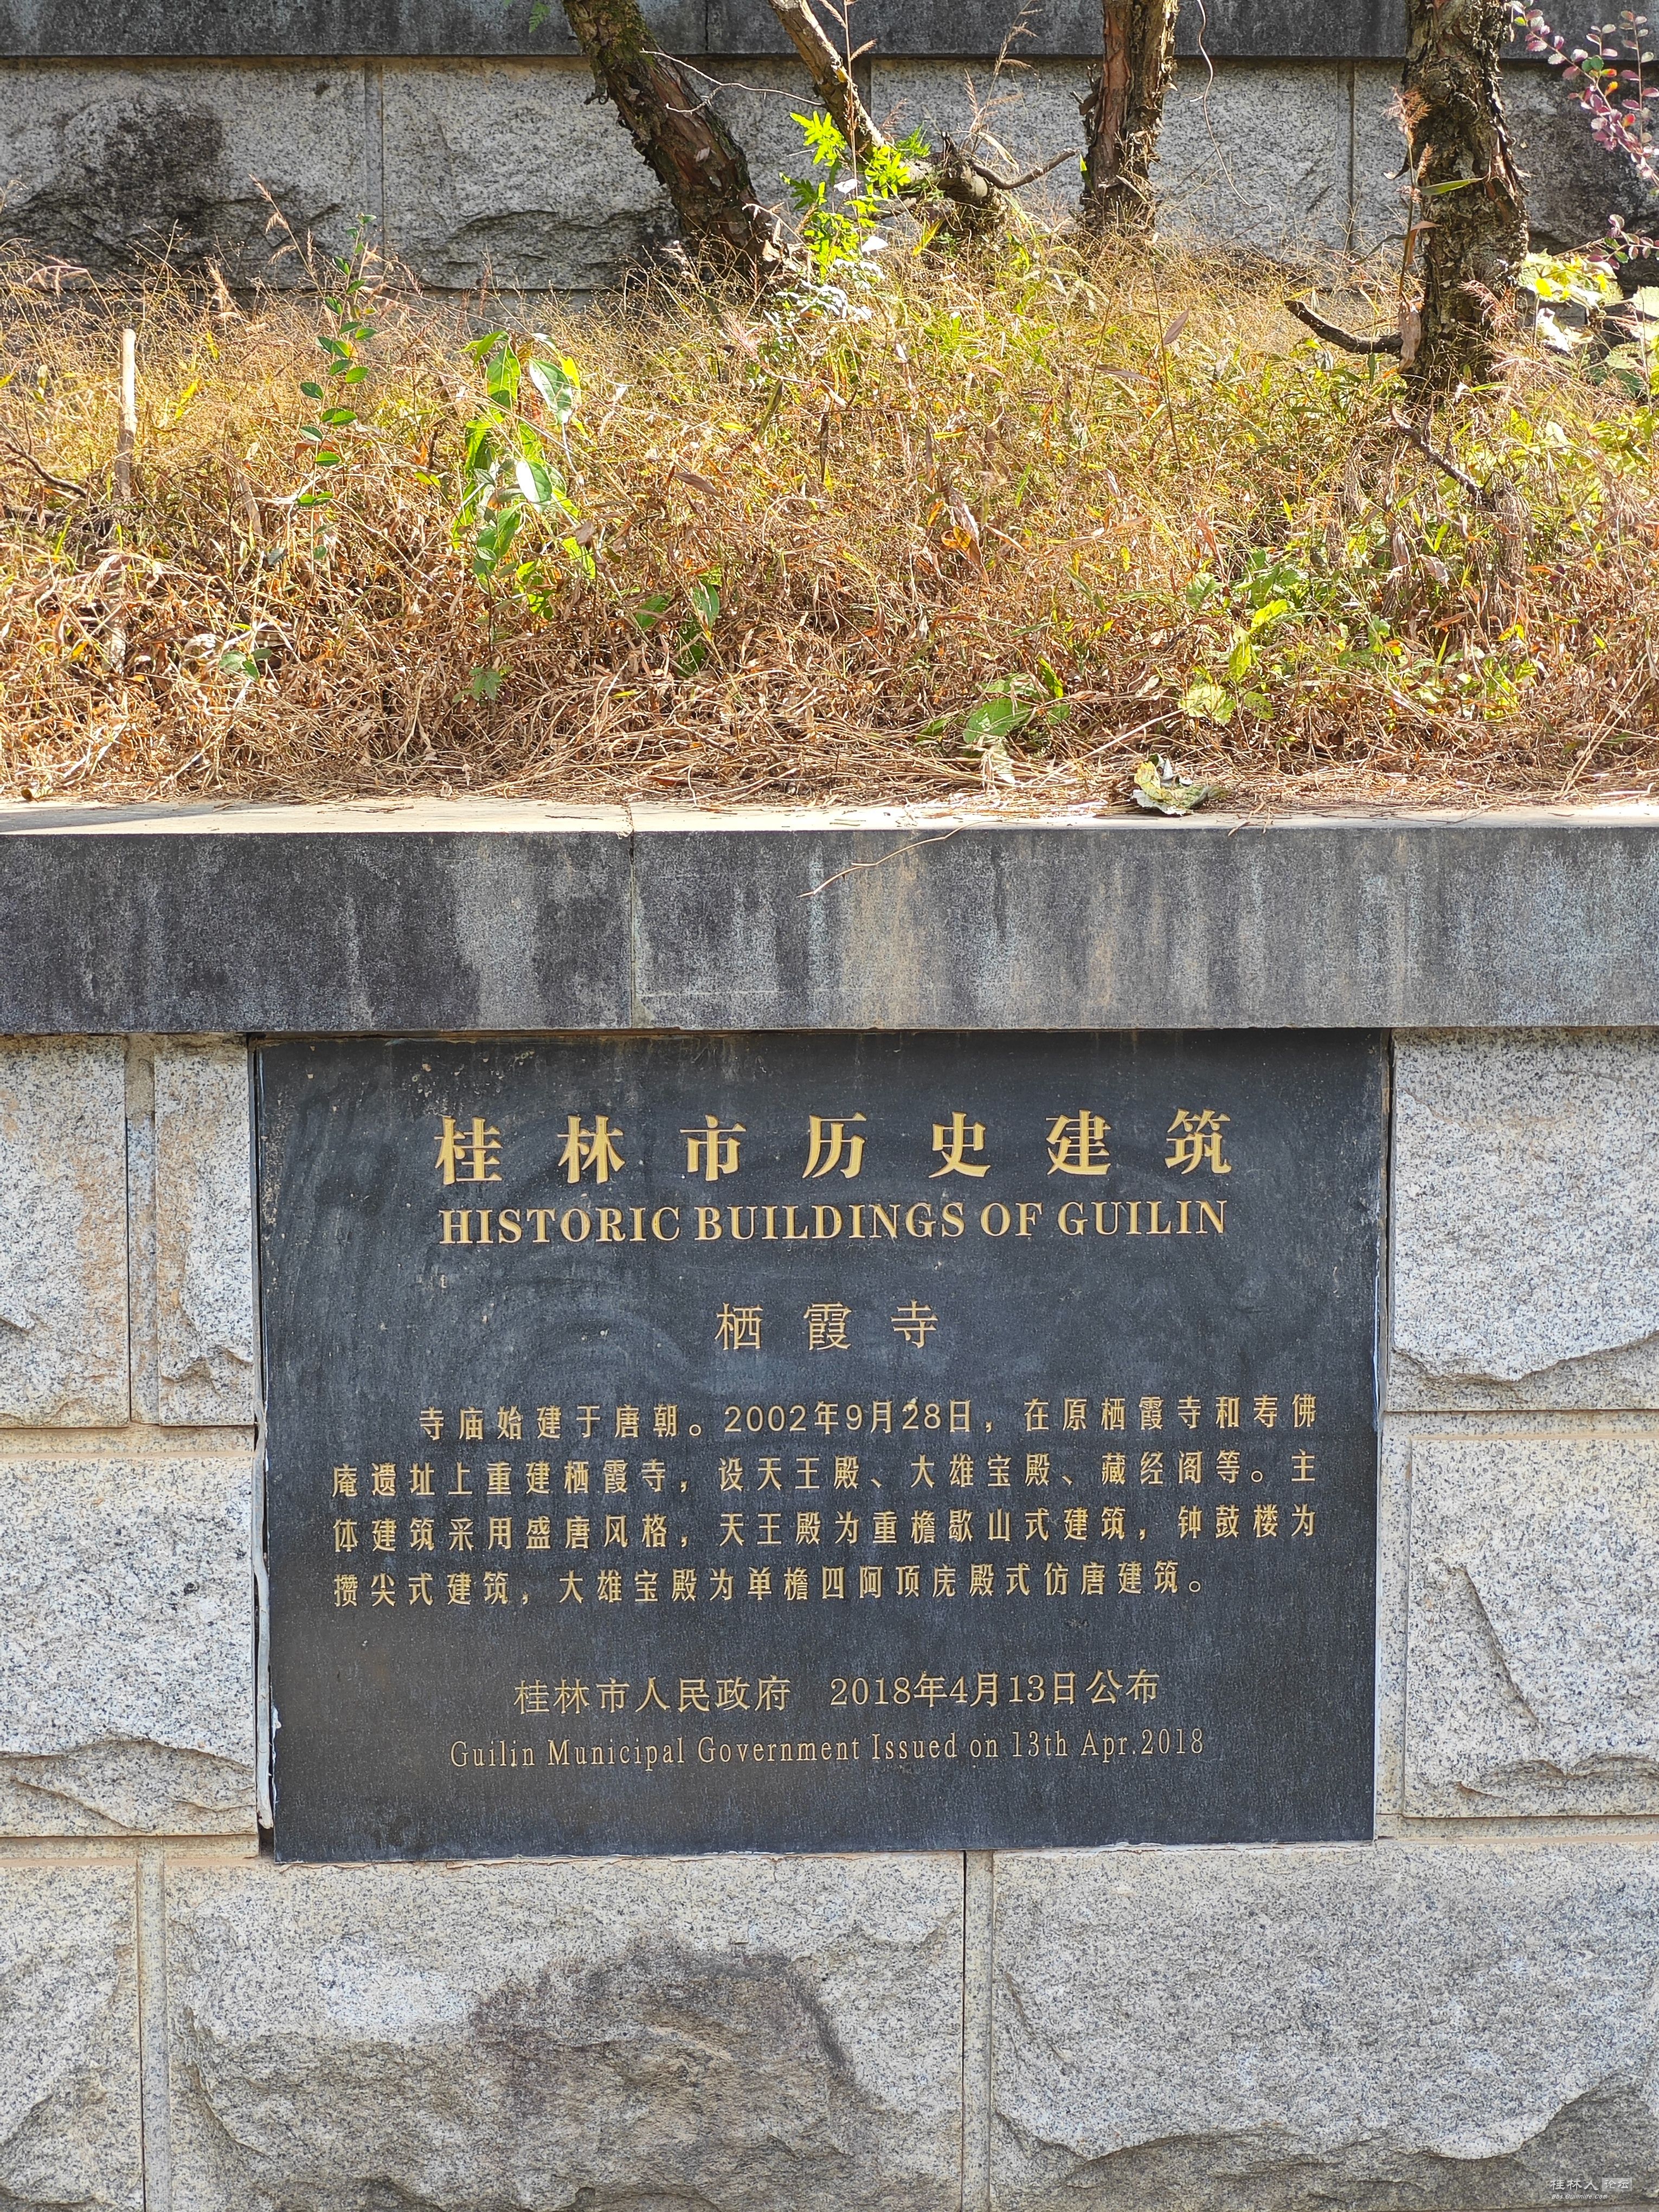 桂林市历史建筑
HISTORIC BUILDINGS OF GUILIN
栖霞寺
寺庙始建于唐朝。2002年9月28日，在原栖霞寺和寿佛
庵遗址上重建栖霞寺，设天王殿、大雄宝殿、藏经阁等。主
体建筑采用盛唐风格，天王殿为重檐歇山式建筑，钟鼓楼为
攒尖式建筑，大雄宝殿为单檐四阿顶庑殿式仿唐建筑。
桂林市人民政府 2018年4月13日公布
Guilin Municipal Government Issued on 13th Apr.2018
桂林人论坛